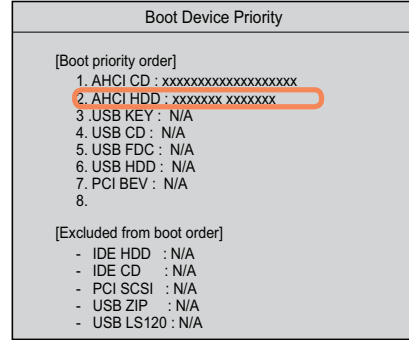 Boot Device Priority
[Boot priority order]
1. AHCI CD : xxxxxxxxxxxxxxxxxxx
2. AHCI HDD : xxxxxxx xxxxxxx
3 .USB KEY : N/A
4. USB CD : N/A
5. USB FDC : N/A
6. USB HDD : N/A
7. PCI BEV : N/A
8.
[Excluded from boot order]
- IDE HDD : N/A
- IDE CD : N/A
- PCI SCSI : N/A
- USB ZIP : N/A
- USB LS120 : N/A